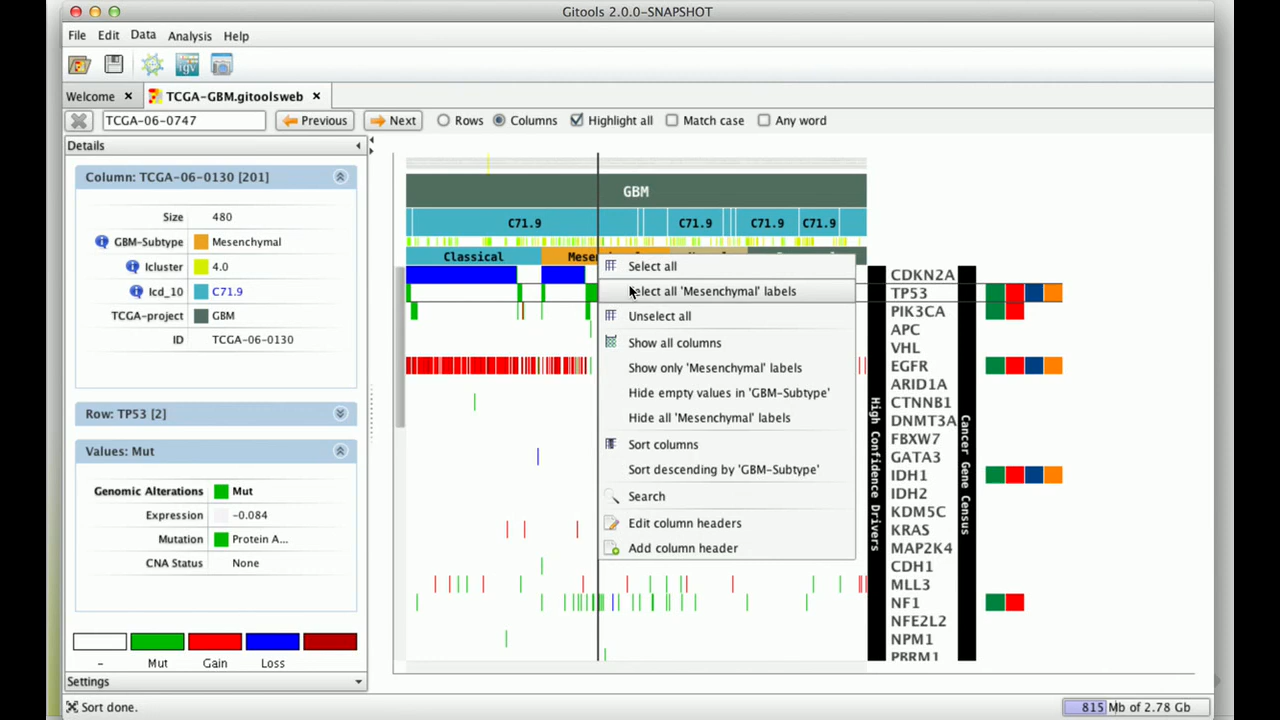 Gitools 2.0.0-SNAPSHOT
File Edit Data Analysis Help
igv
Welcome TCGA-GBM.gitoolsweb
TCGA-06-0747 Previous Next Rows Columns Highlight all Match case Any word
Details
Column: TCGA-06-0130 [201]
Size 480
GBM-Subtype Mesenchymal
Icluster 4.0
Icd_10 C71.9
TCGA-project GBM
ID TCGA-06-0130
Row: TP53 [2]
Values: Mut
Genomic Alterations Mut
Expression -0.084
Mutation Protein A...
CNA Status None
- Mut Gain Loss
Settings
Sort done.
GBM
C71.9 C71.9 C71.9 C71.9
Classical
Select all
Select all 'Mesenchymal' labels
Unselect all
Show all columns
Show only 'Mesenchymal' labels
Hide empty values in 'GBM-Subtype'
Hide all 'Mesenchymal' labels
Sort columns
Sort descending by 'GBM-Subtype'
Search
Edit column headers
Add column header
High Confidence Drivers
CDKN2A
TP53
PIK3CA
APC
VHL
EGFR
ARID1A
CTNNB1
DNMT3A
FBXW7
GATA3
IDH1
IDH2
KDM5C
KRAS
MAP2K4
CDH1
MLL3
NF1
NFE2L2
NPM1
PBRM1
Cancer Gene Census
815 Mb of 2.78 Gb